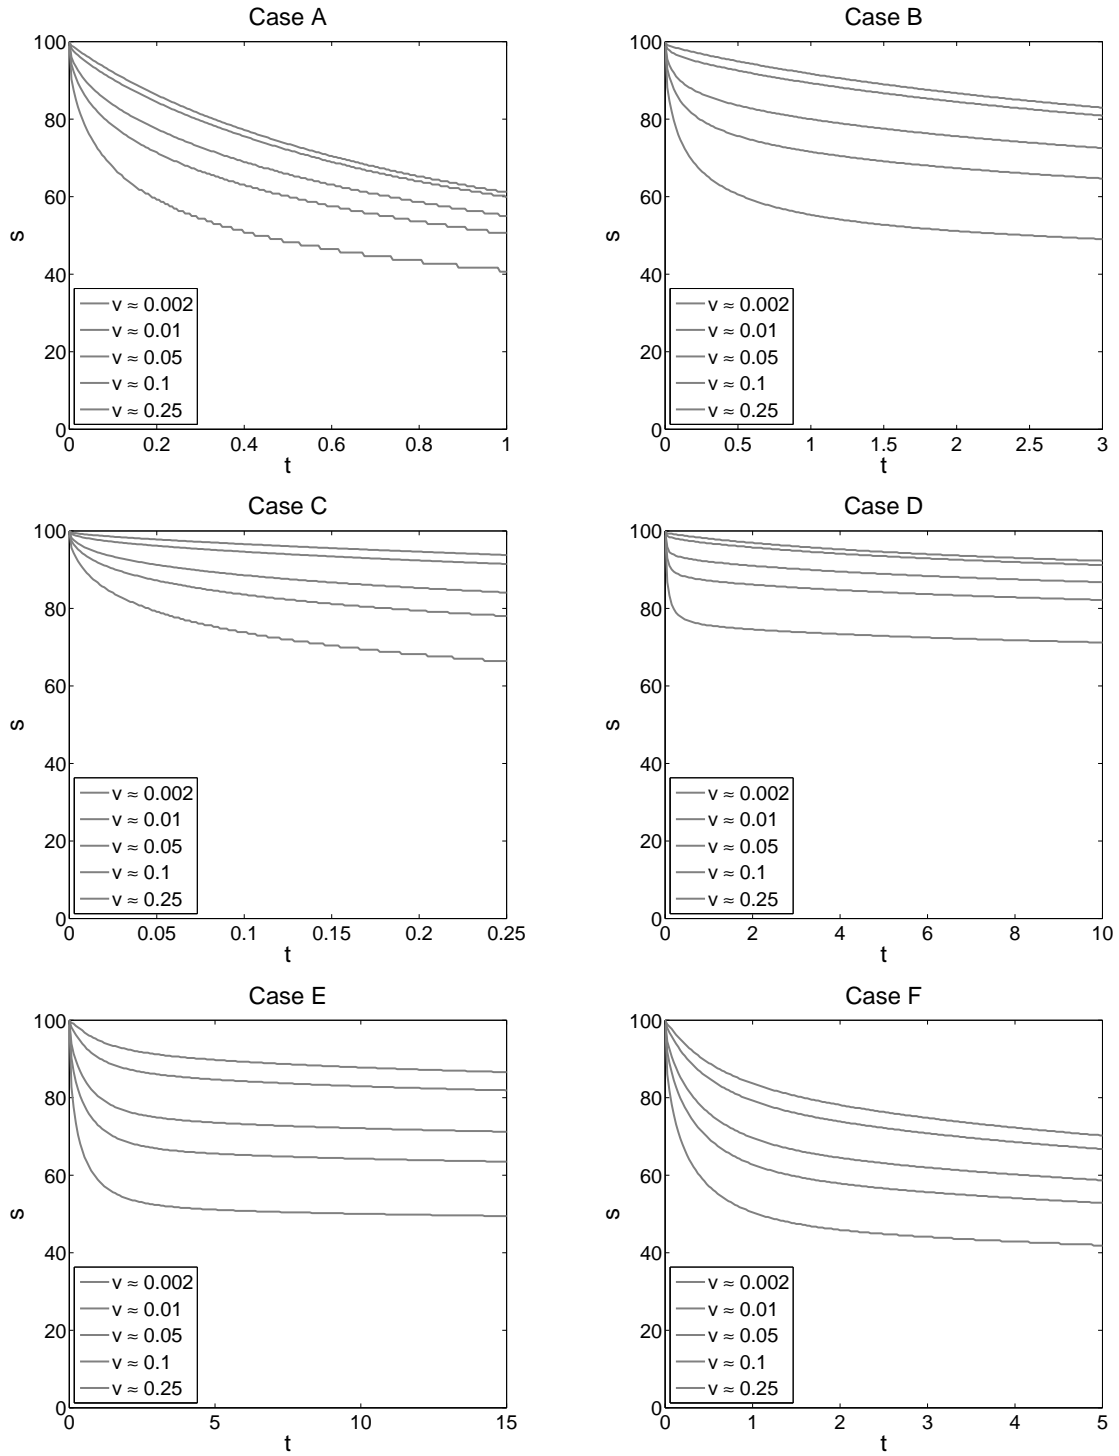 Case A
100
80
60
40
20
0
s
v ≈ 0.002
v ≈ 0.01
v ≈ 0.05
v ≈ 0.1
v ≈ 0.25
0 0.2 0.4 0.6 0.8 1
t
Case B
100
80
60
40
20
0
s
v ≈ 0.002
v ≈ 0.01
v ≈ 0.05
v ≈ 0.1
v ≈ 0.25
0 0.5 1 1.5 2 2.5 3
t
Case C
100
80
60
40
20
0
s
v ≈ 0.002
v ≈ 0.01
v ≈ 0.05
v ≈ 0.1
v ≈ 0.25
0 0.05 0.1 0.15 0.2 0.25
t
Case D
100
80
60
40
20
0
s
v ≈ 0.002
v ≈ 0.01
v ≈ 0.05
v ≈ 0.1
v ≈ 0.25
0 2 4 6 8 10
t
Case E
100
80
60
40
20
0
s
v ≈ 0.002
v ≈ 0.01
v ≈ 0.05
v ≈ 0.1
v ≈ 0.25
0 5 10 15
t
Case F
100
80
60
40
20
0
s
v ≈ 0.002
v ≈ 0.01
v ≈ 0.05
v ≈ 0.1
v ≈ 0.25
0 1 2 3 4 5
t